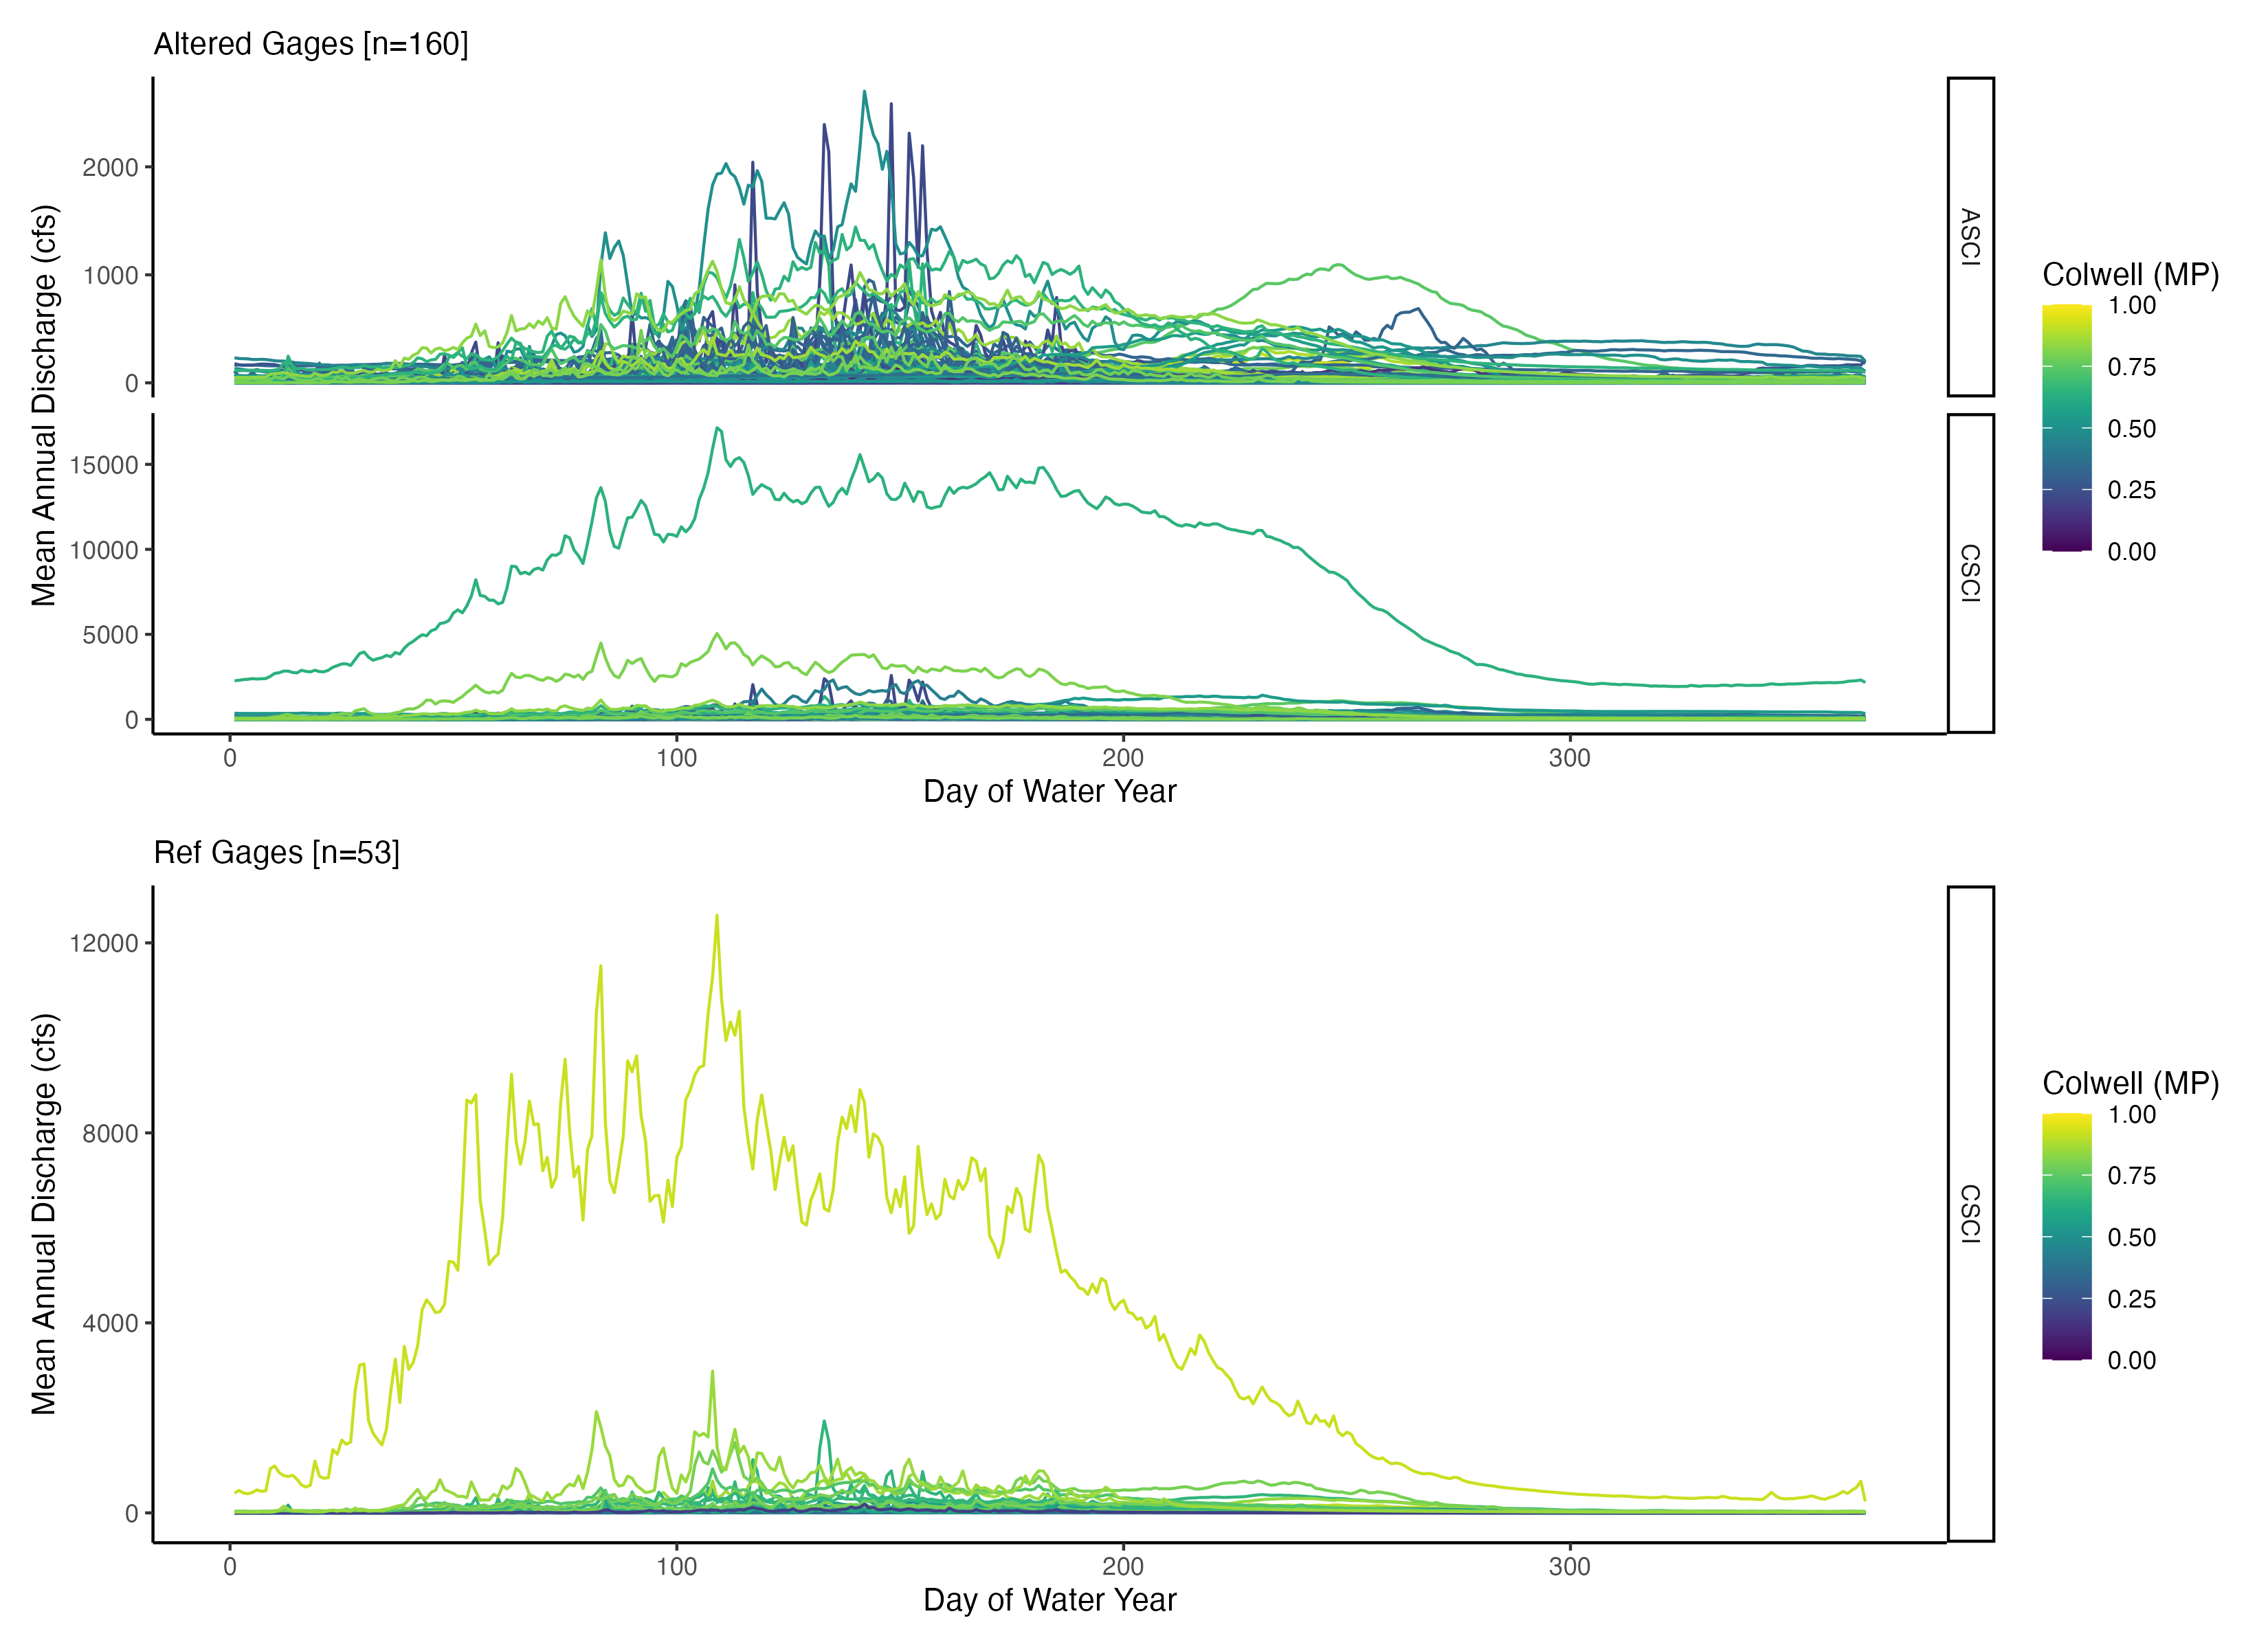 Altered Gages [n=160]
Mean Annual Discharge (cfs)
2000
1000
0
ASCI
15000
10000
5000
0
CSCI
0
100
200
300
Day of Water Year
Colwell (MP)
1.00
0.75
0.50
0.25
0.00
Ref Gages [n=53]
Mean Annual Discharge (cfs)
12000
8000
4000
0
CSCI
0
100
200
300
Day of Water Year
Colwell (MP)
1.00
0.75
0.50
0.25
0.00